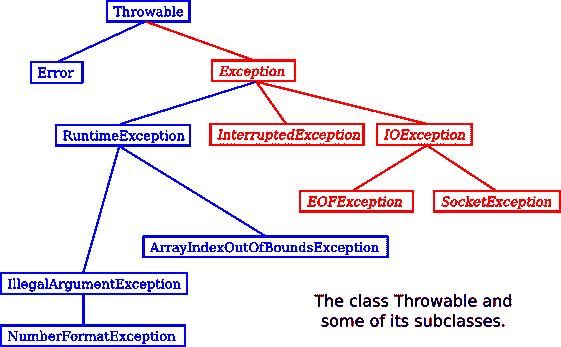 Throwable
Error
Exception
RuntimeException
InterruptedException
IOException
EOFException
SocketException
ArrayIndexOutOfBoundsException
IllegalArgumentException
NumberFormatException
The class Throwable and
some of its subclasses.